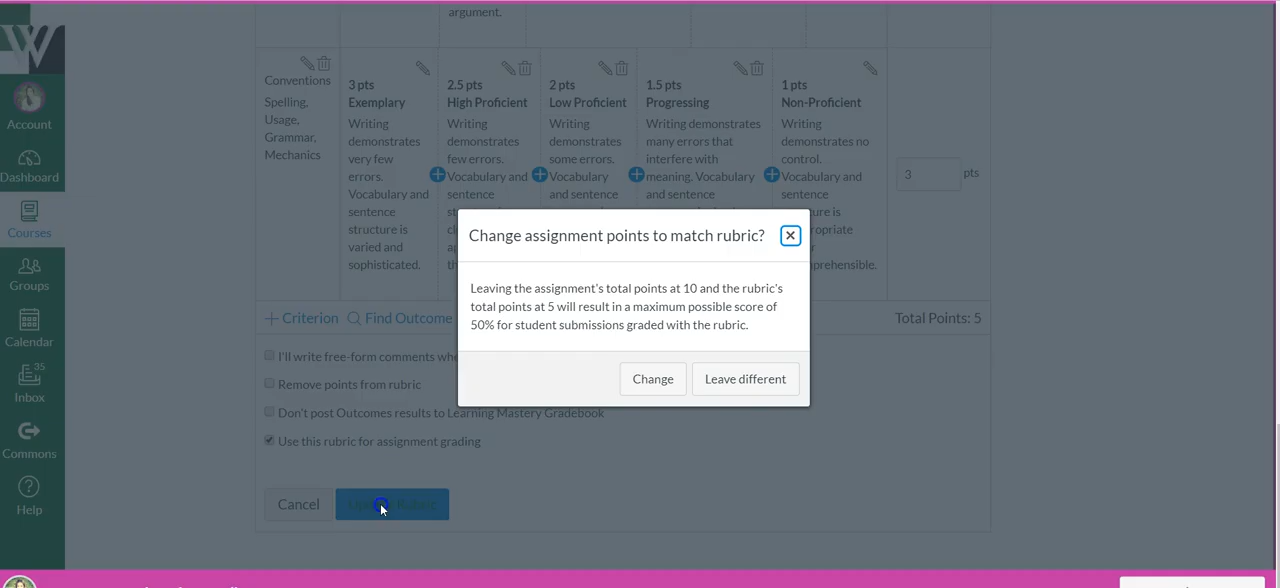 argument.
W
Account
Dashboard
Courses
Groups
Calendar
35
Inbox
Commons
Help
Conventions
Spelling,
Usage,
Grammar,
Mechanics
3 pts
Exemplary
Writing
demonstrates
very few
errors.
Vocabulary and
sentence
structure is
varied and
sophisticated.
2.5 pts
High Proficient
Writing
demonstrates
few errors.
Vocabulary and
sentence
2 pts
Low Proficient
Writing
demonstrates
some errors.
Vocabulary
and sentence
1.5 pts
Progressing
Writing demonstrates
many errors that
interfere with
meaning. Vocabulary
and sentence
1 pts
Non-Proficient
Writing
demonstrates no
control.
Vocabulary and
sentence
3 pts
Change assignment points to match rubric?
Leaving the assignment's total points at 10 and the rubric's
total points at 5 will result in a maximum possible score of
50% for student submissions graded with the rubric.
Change Leave different
Criterion Find Outcome Total Points: 5
I'll write free-form comments
Remove points from rubric
Don't post Outcomes results to Learning Mastery Gradebook
Use this rubric for assignment grading
Cancel